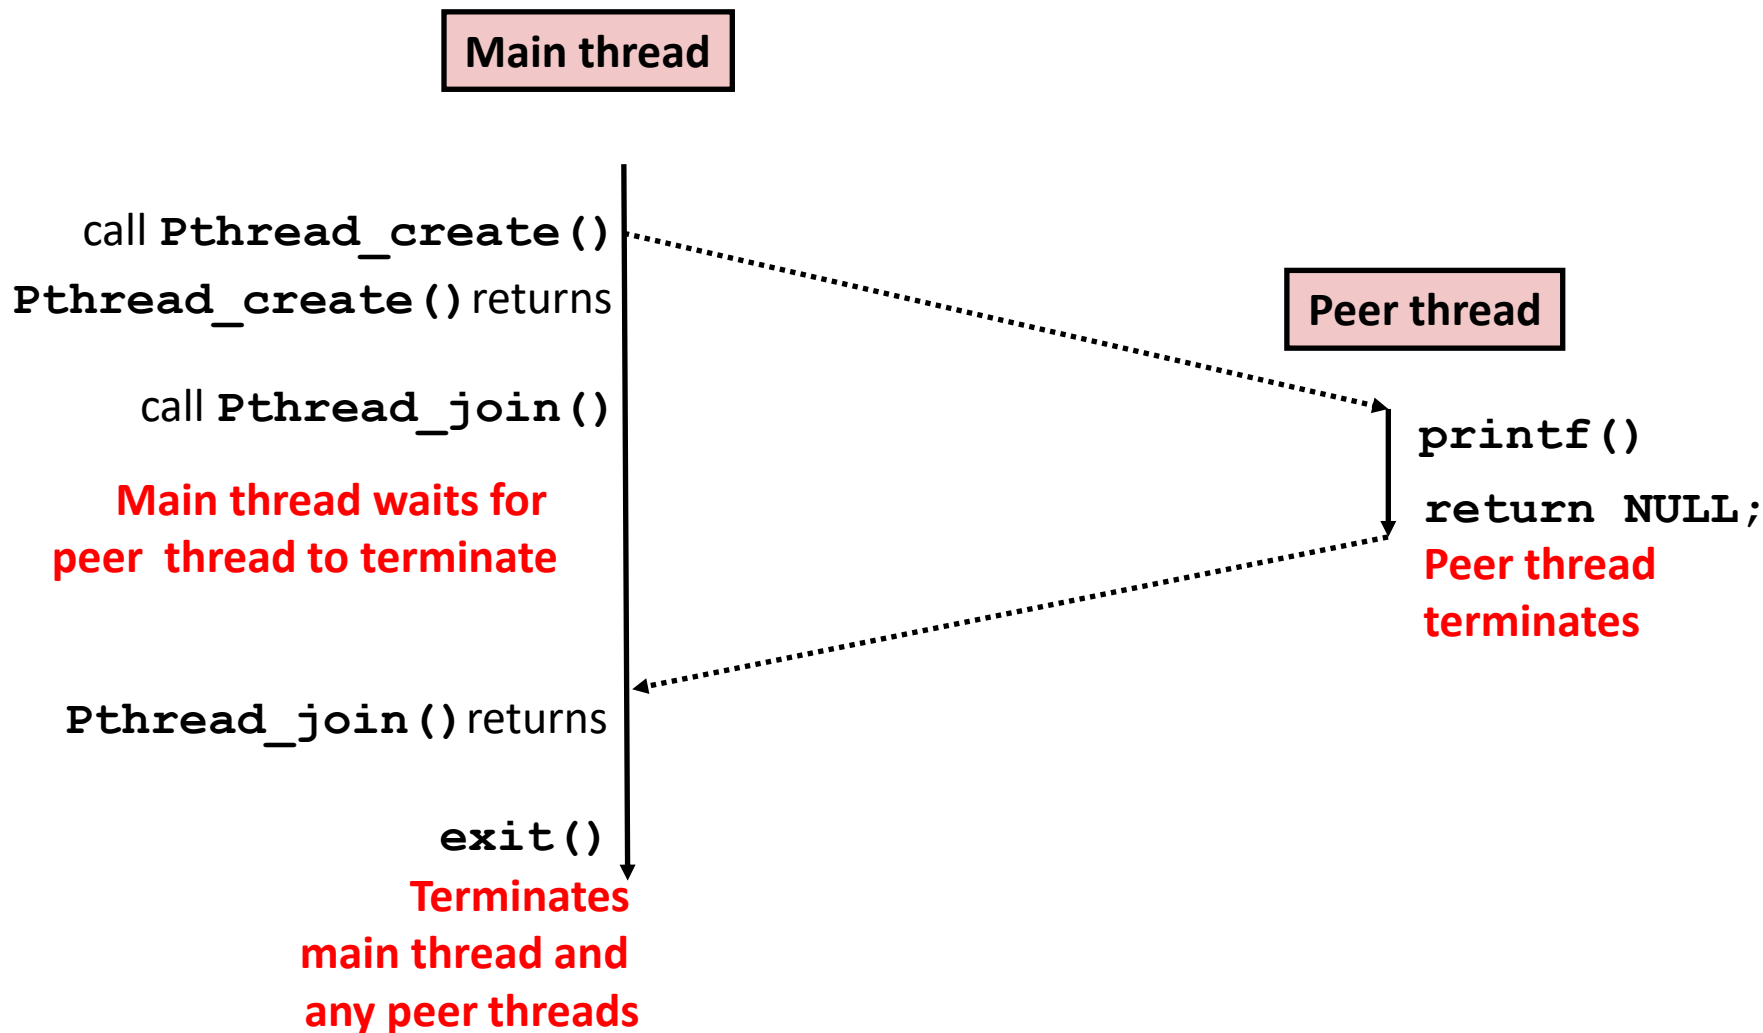 Main thread
call Pthread_create()
Pthread_create() returns
Peer thread
call Pthread_join()
printf()
Main thread waits for
peer thread to terminate
return NULL;
Peer thread
terminates
Pthread_join() returns
exit()
Terminates
main thread and
any peer threads